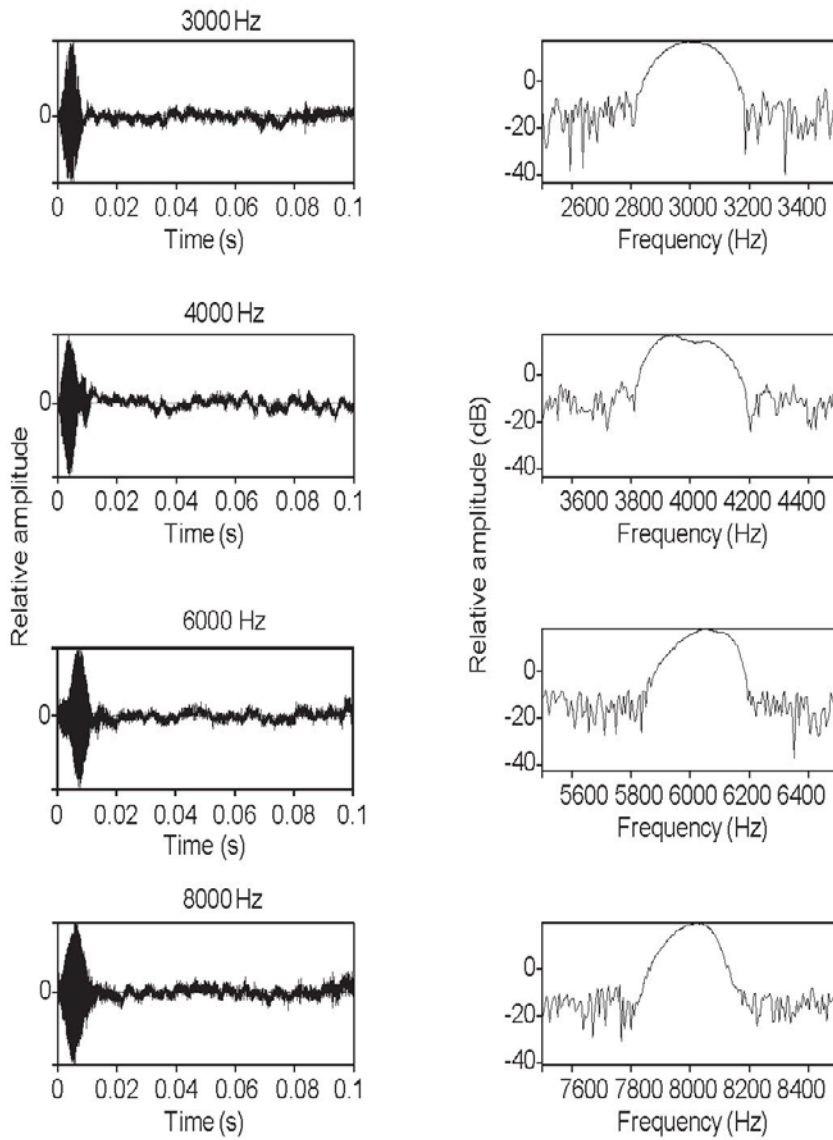 3000 Hz
0
0 0.02 0.04 0.06 0.08 0.1
Time (s)
0
-20
-40
2600 2800 3000 3200 3400
Frequency (Hz)
4000 Hz
0
0 0.02 0.04 0.06 0.08 0.1
Time (s)
0
-20
-40
3600 3800 4000 4200 4400
Frequency (Hz)
Relative amplitude
Relative amplitude (dB)
6000 Hz
0
0 0.02 0.04 0.06 0.08 0.1
Time (s)
0
-20
-40
5600 5800 6000 6200 6400
Frequency (Hz)
8000 Hz
0
0 0.02 0.04 0.06 0.08 0.1
Time (s)
0
-20
-40
7600 7800 8000 8200 8400
Frequency (Hz)